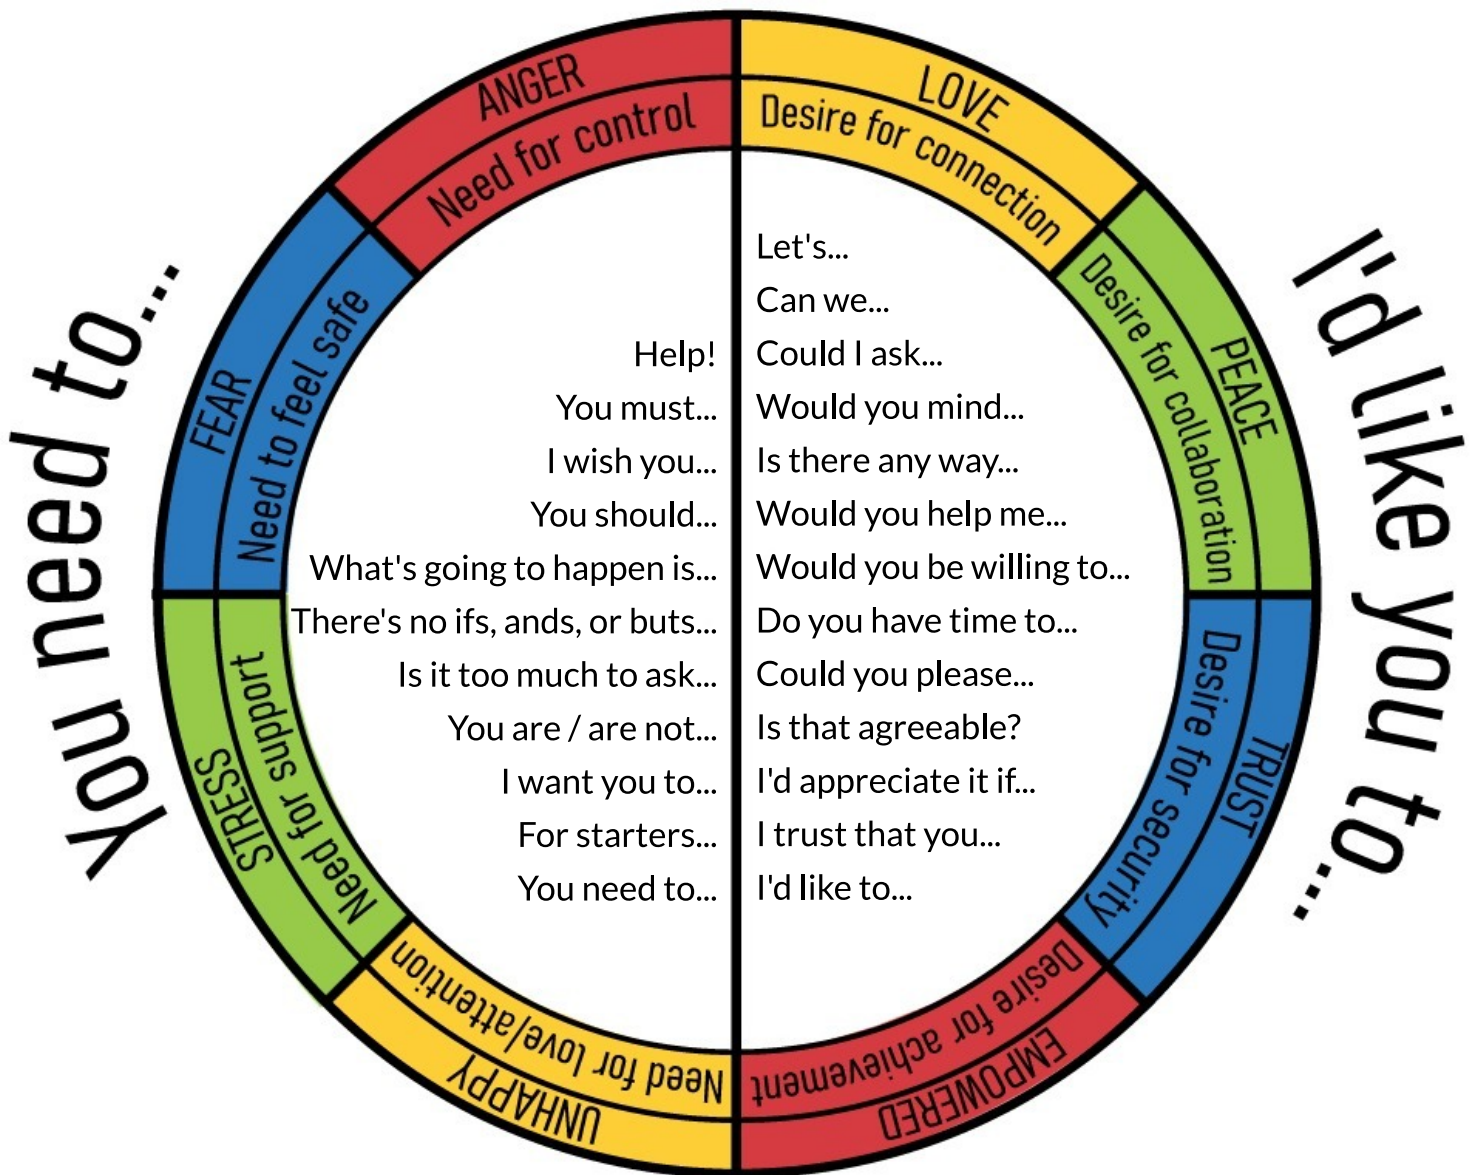 You need to...
ANGER
Need for control
FEAR
Need to feel safe
STRESS
Need for support
UNHAPPY
Need for love/attention
Help!
You must...
I wish you...
You should...
What's going to happen is...
There's no ifs, ands, or buts...
Is it too much to ask...
You are / are not...
I want you to...
For starters...
You need to...
LOVE
Desire for connection
PEACE
Desire for collaboration
TRUST
Desire for security
EMPOWERED
Desire for achievement
Let's...
Can we...
Could I ask...
Would you mind...
Is there any way...
Would you help me...
Would you be willing to...
Do you have time to...
Could you please...
Is that agreeable?
I'd appreciate it if...
I trust that you...
I'd like to...
I'd like you to...